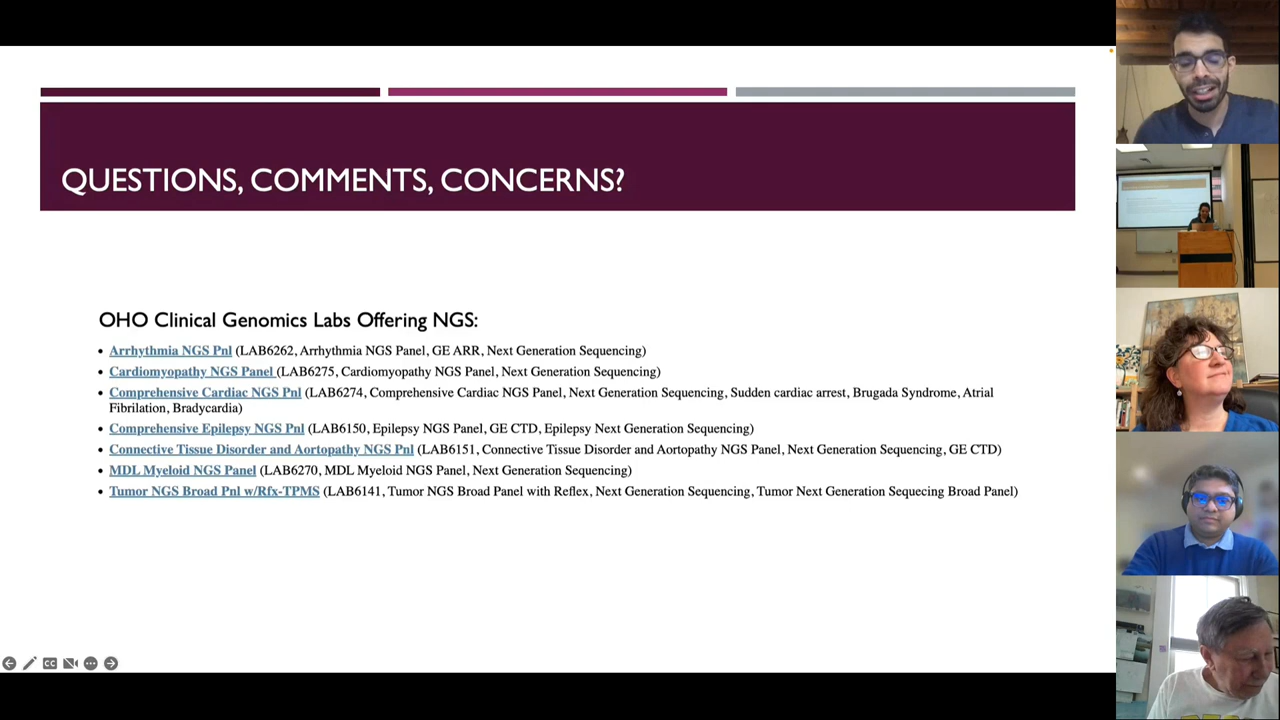 QUESTIONS, COMMENTS, CONCERNS?
OHO Clinical Genomics Labs Offering NGS:
• Arrhythmia NGS Pnl (LAB6262, Arrhythmia NGS Panel, GE ARR, Next Generation Sequencing)
• Cardiomyopathy NGS Panel (LAB6275, Cardiomyopathy NGS Panel, Next Generation Sequencing)
• Comprehensive Cardiac NGS Pnl (LAB6274, Comprehensive Cardiac NGS Panel, Next Generation Sequencing, Sudden cardiac arrest, Brugada Syndrome, Atrial
Fibrilation, Bradycardia)
• Comprehensive Epilepsy NGS Pnl (LAB6150, Epilepsy NGS Panel, GE CTD, Epilepsy Next Generation Sequencing)
• Connective Tissue Disorder and Aortopathy NGS Pnl (LAB6151, Connective Tissue Disorder and Aortopathy NGS Panel, Next Generation Sequencing, GE CTD)
• MDL Myeloid NGS Panel (LAB6270, MDL Myeloid NGS Panel, Next Generation Sequencing)
• Tumor NGS Broad Pnl w/Rfx-TPMS (LAB6141, Tumor NGS Broad Panel with Reflex, Next Generation Sequencing, Tumor Next Generation Sequecing Broad Panel)
CC